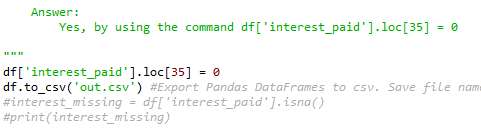 Answer:
Yes, by using the command df['interest_paid'].loc[35] = 0
"""
df['interest_paid'].loc[35] = 0
df.to_csv('out.csv') #Export Pandas DataFrames to csv. Save file nam
#interest_missing = df['interest_paid'].isna()
#print(interest_missing)